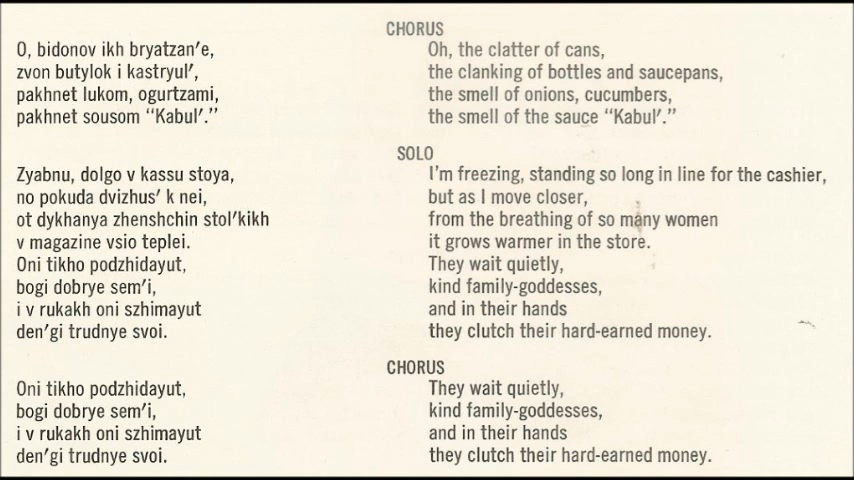 CHORUS
O, bidonov ikh bryatzan′e,
zvon butylok i kastryul′,
pakhnet lukom, ogurtzami,
pakhnet sousom “Kabul′.”
Oh, the clatter of cans,
the clanking of bottles and saucepans,
the smell of onions, cucumbers,
the smell of the sauce “Kabul′.”
SOLO
Zyabnu, dolgo v kassu stoya,
no pokuda dvizhus′ k nei,
ot dykhanya zhenshchin stol′kikh
v magazine vsio teplei.
Oni tikho podzhidayut,
bogi dobrye sem′i,
i v rukakh oni szhimayut
den′gi trudnye svoi.
I’m freezing, standing so long in line for the cashier,
but as I move closer,
from the breathing of so many women
it grows warmer in the store.
They wait quietly,
kind family-goddesses,
and in their hands
they clutch their hard-earned money.
CHORUS
Oni tikho podzhidayut,
bogi dobrye sem′i,
i v rukakh oni szhimayut
den′gi trudnye svoi.
They wait quietly,
kind family-goddesses,
and in their hands
they clutch their hard-earned money.